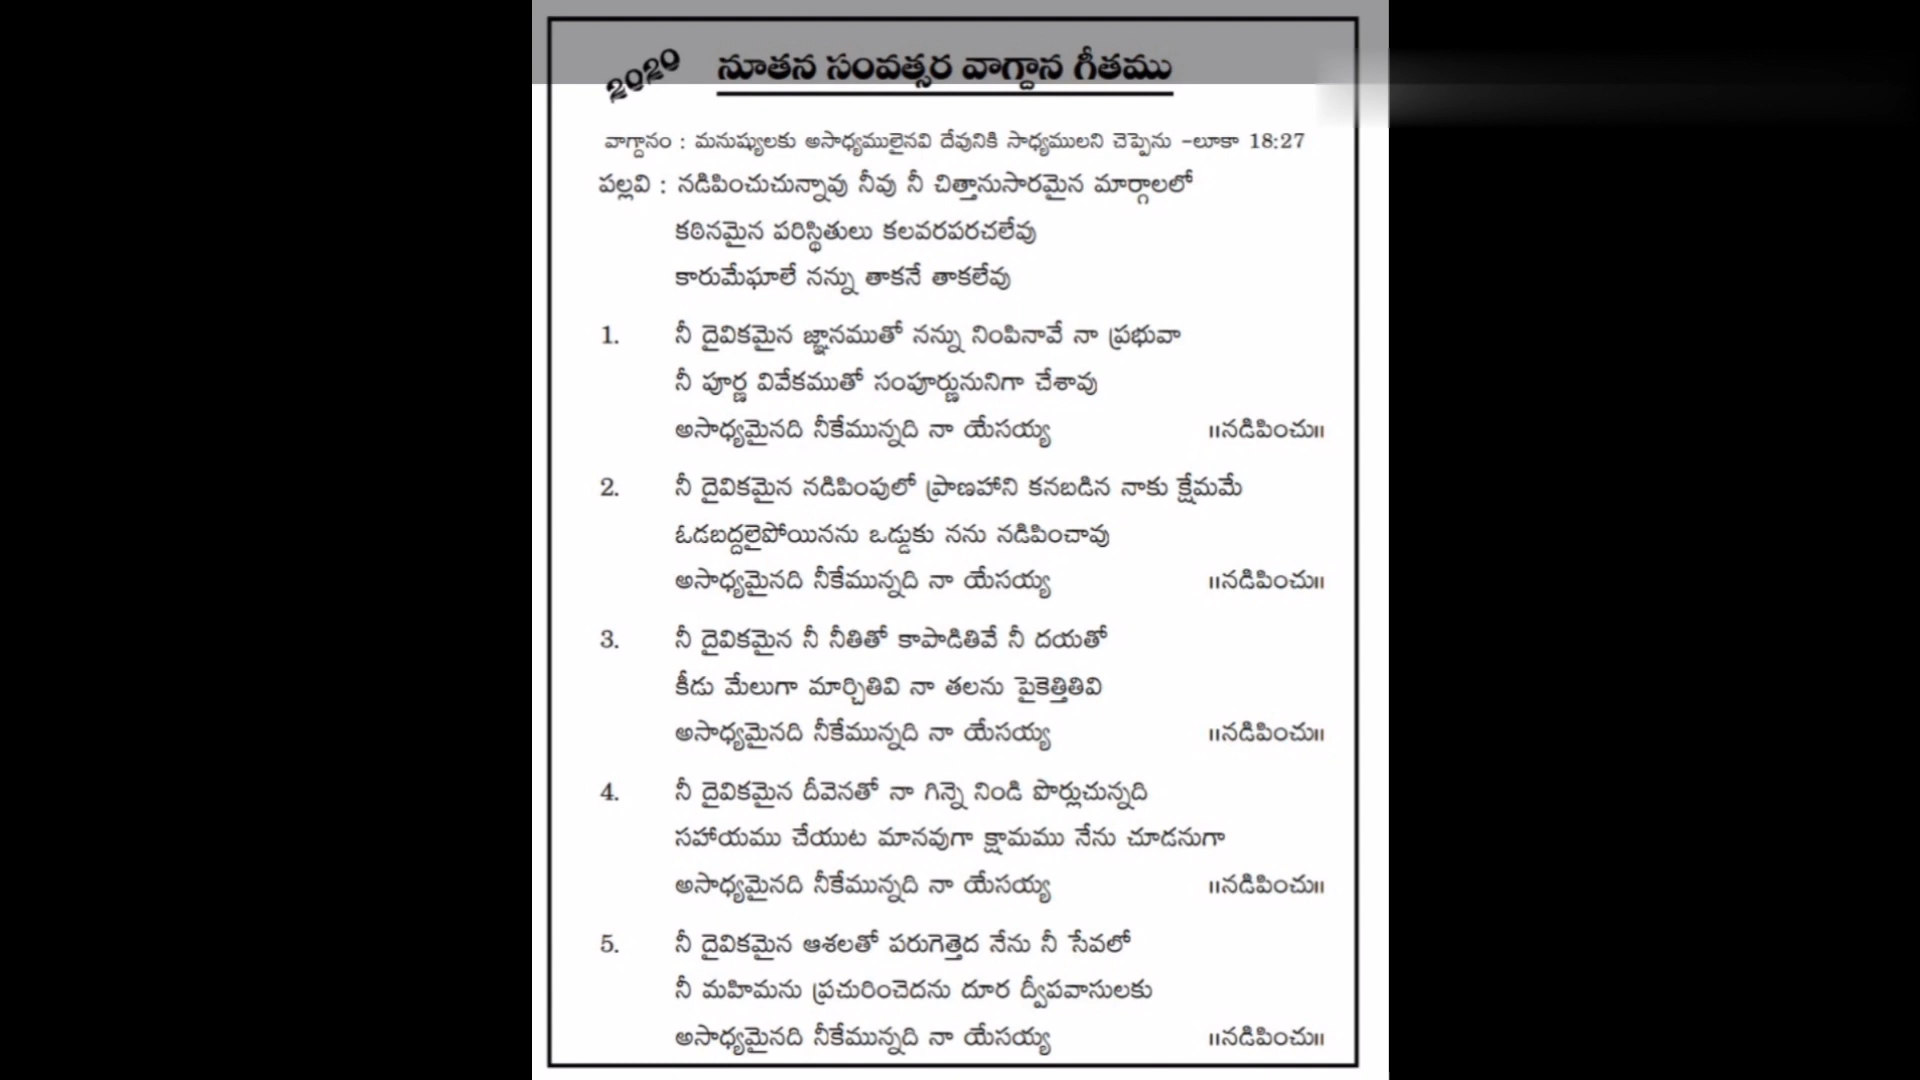 2020 నూతన సంవత్సర వాగ్దాన గీతము
వాగ్దానం : మనుష్యులకు అసాధ్యములైనవి దేవునికి సాధ్యములని చెప్పెను -లూకా 18:27
పల్లవి : నడిపించుచున్నావు నీవు నీ చిత్తానుసారమైన మార్గాలలో
కఠినమైన పరిస్థితులు కలవరపరచలేవు
కారుమేఘాలే నన్ను తాకనే తాకలేవు
1. నీ దైవికమైన జ్ఞానముతో నన్ను నింపినావే నా ప్రభువా
నీ పూర్ణ వివేకముతో సంపూర్ణునునిగా చేశావు
అసాధ్యమైనది నీకేమున్నది నా యేసయ్య ॥నడిపించు॥
2. నీ దైవికమైన నడిపింపులో ప్రాణహాని కనబడిన నాకు క్షేమమే
ఓడబద్దలైపోయినను ఒడ్డుకు నను నడిపించావు
అసాధ్యమైనది నీకేమున్నది నా యేసయ్య ॥నడిపించు॥
3. నీ దైవికమైన నీ నీతితో కాపాడితివే నీ దయతో
కీడు మేలుగా మార్చితివి నా తలను పైకెత్తితివి
అసాధ్యమైనది నీకేమున్నది నా యేసయ్య ॥నడిపించు॥
4. నీ దైవికమైన దీవెనతో నా గిన్నె నిండి పొర్లుచున్నది
సహాయము చేయుట మానవుగా క్షామము నేను చూడనుగా
అసాధ్యమైనది నీకేమున్నది నా యేసయ్య ॥నడిపించు॥
5. నీ దైవికమైన ఆశలతో పరుగెత్తెద నేను నీ సేవలో
నీ మహిమను ప్రచురించెదను దూర ద్వీపవాసులకు
అసాధ్యమైనది నీకేమున్నది నా యేసయ్య ॥నడిపించు॥